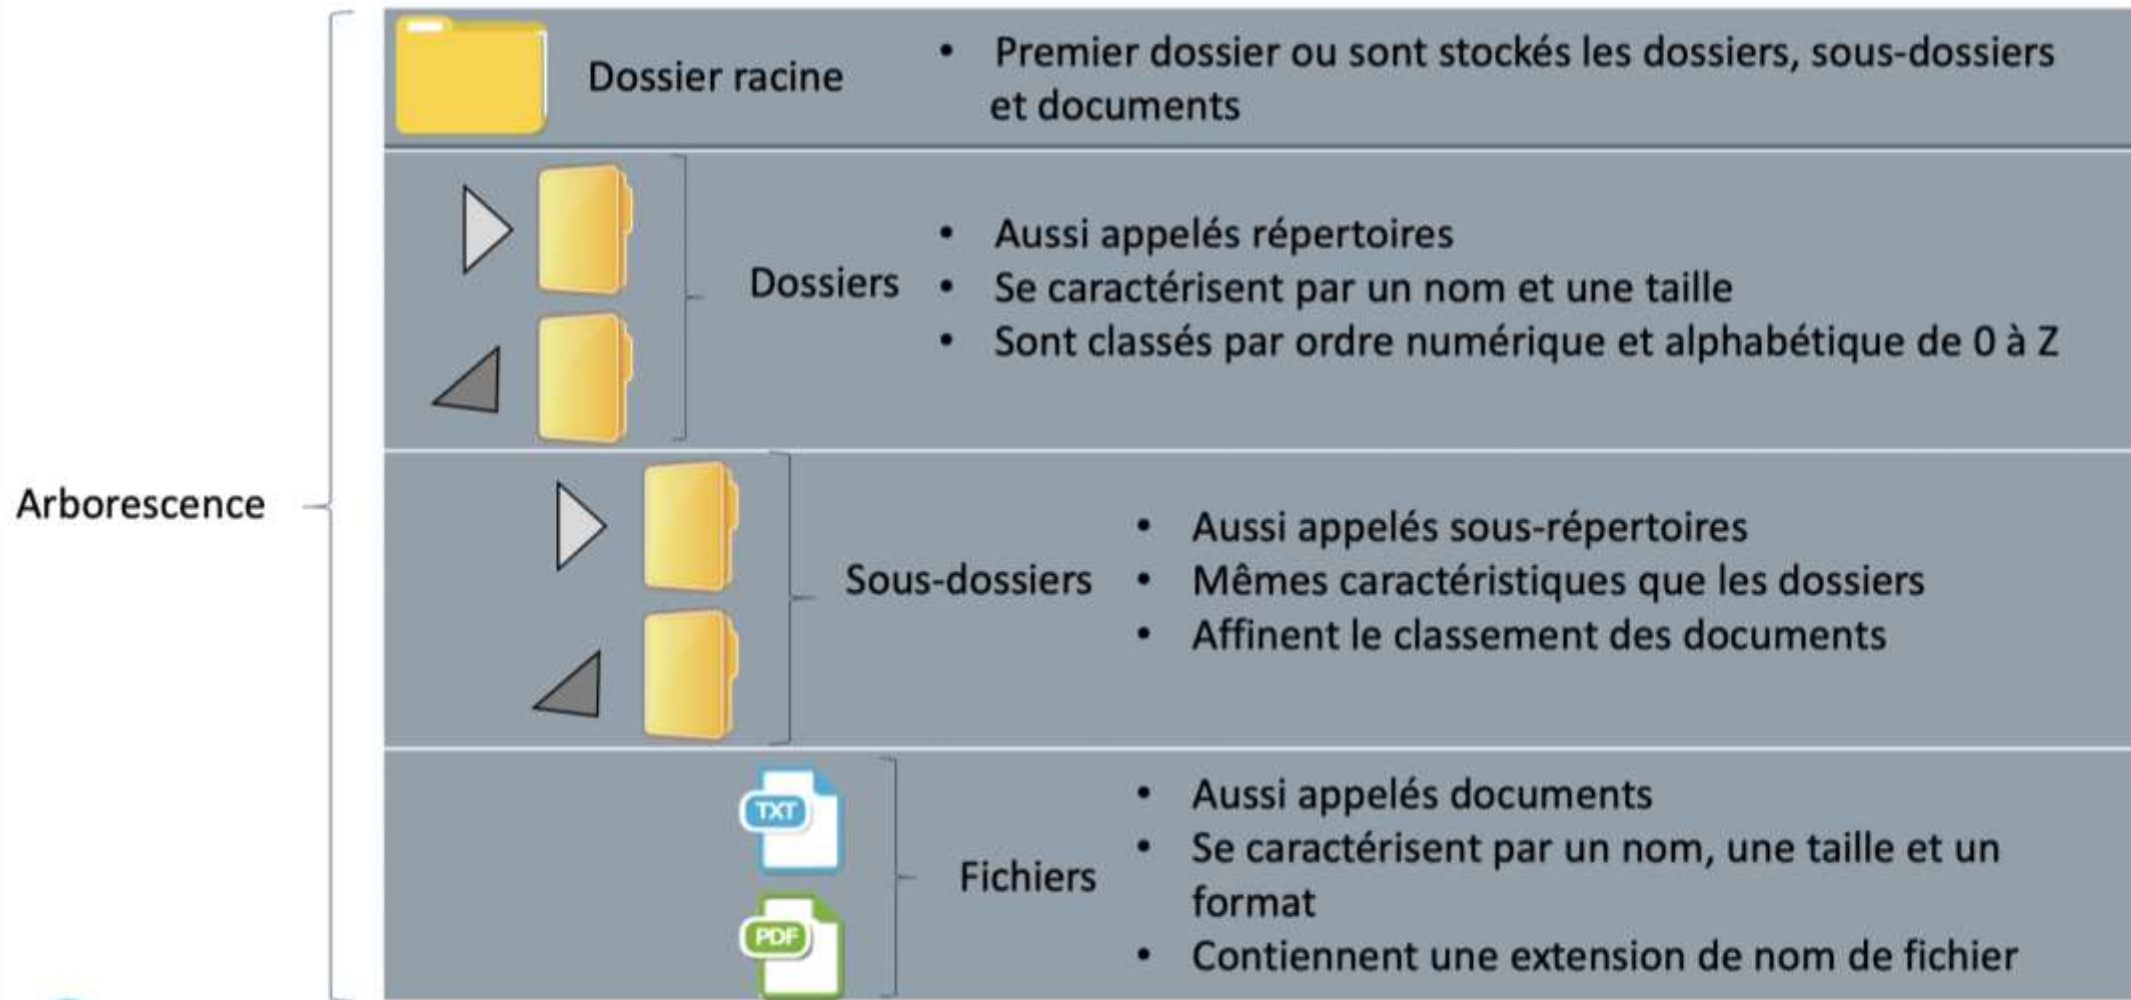 Dossier racine
• Premier dossier ou sont stockés les dossiers, sous-dossiers
et documents
Dossiers
• Aussi appelés répertoires
• Se caractérisent par un nom et une taille
• Sont classés par ordre numérique et alphabétique de 0 à Z
Arborescence
Sous-dossiers
• Aussi appelés sous-répertoires
• Mêmes caractéristiques que les dossiers
• Affinent le classement des documents
TXT
PDF
Fichiers
• Aussi appelés documents
• Se caractérisent par un nom, une taille et un
format
• Contiennent une extension de nom de fichier